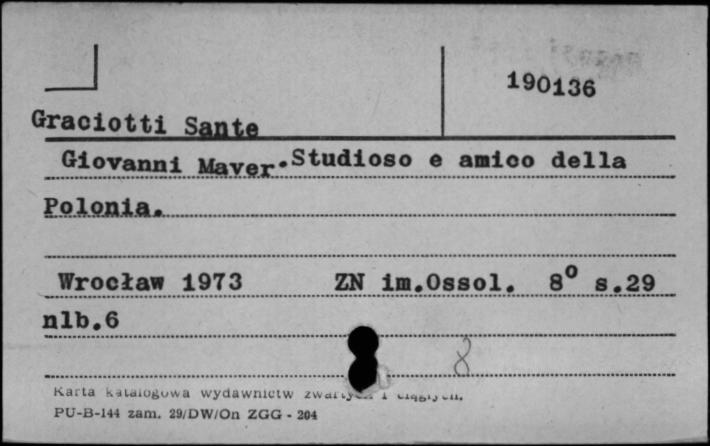 190136
Graciotti Sante
Giovanni Maver. Studioso e amico della
Polonia.
Wrocław 1973 ZN im.Ossol. 8° s.29
nlb.6
8
Karta katalogowa wydawnictw zwartych i ciągłych.
PU-B-144 zam. 29/DW/On ZGG - 204